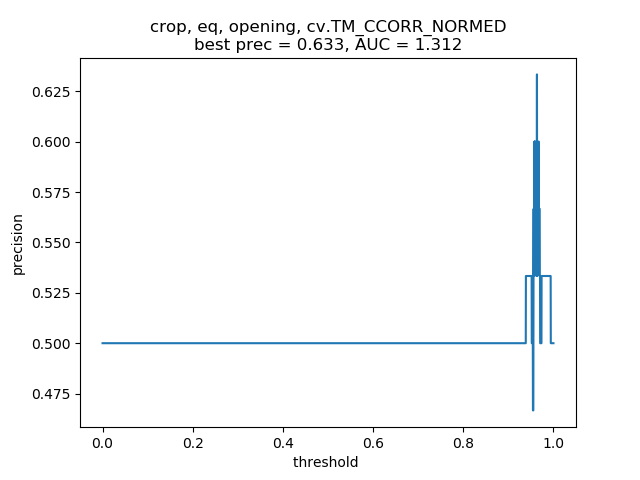 crop, eq, opening, cv.TM_CCORR_NORMED
best prec = 0.633, AUC = 1.312
0.625
0.600
0.575
0.550
0.525
0.500
0.475
precision
0.0 0.2 0.4 0.6 0.8 1.0
threshold